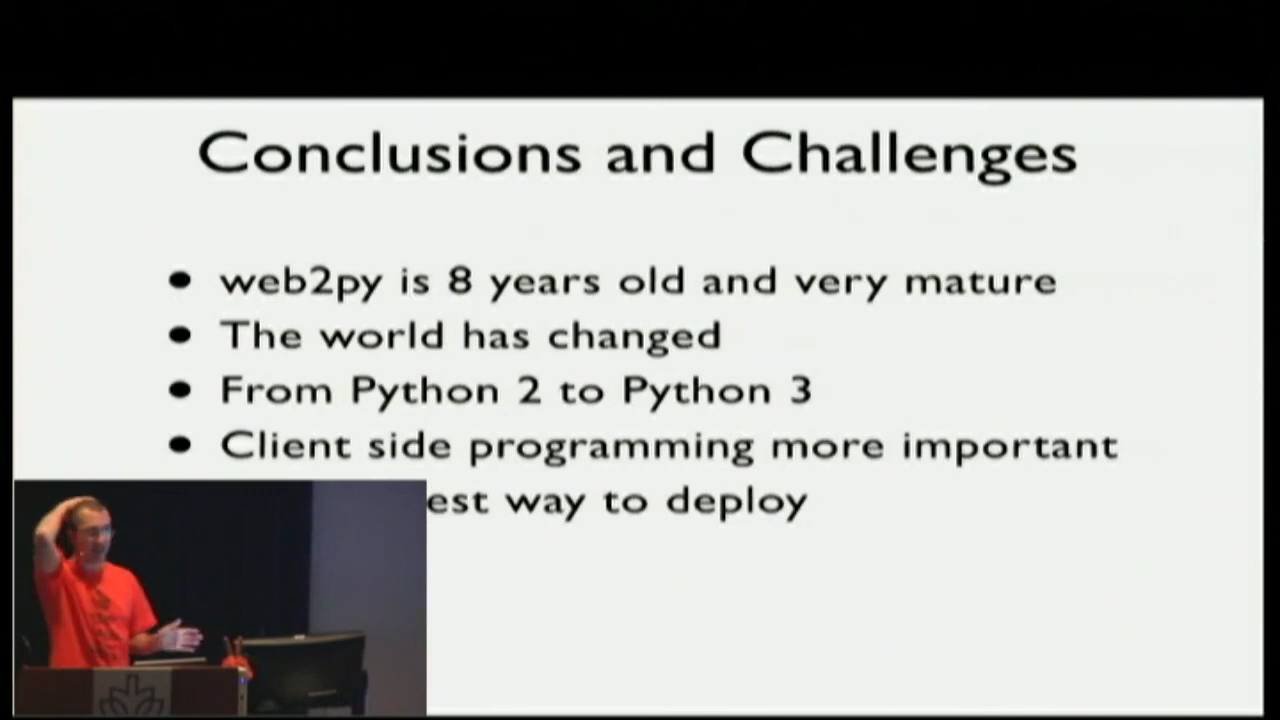 Conclusions and Challenges
• web2py is 8 years old and very mature
• The world has changed
• From Python 2 to Python 3
• Client side programming more important
est way to deploy